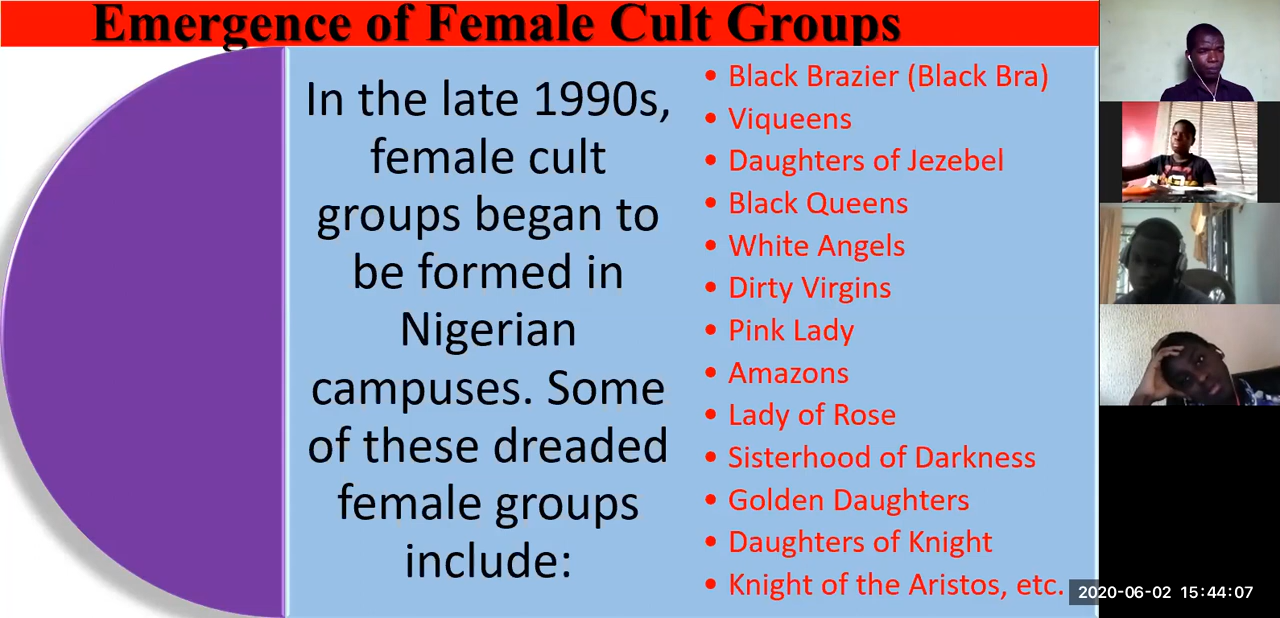 Emergence of Female Cult Groups
In the late 1990s,
female cult
groups began to
be formed in
Nigerian
campuses. Some
of these dreaded
female groups
include:
• Black Brazier (Black Bra)
• Viqueens
• Daughters of Jezebel
• Black Queens
• White Angels
• Dirty Virgins
• Pink Lady
• Amazons
• Lady of Rose
• Sisterhood of Darkness
• Golden Daughters
• Daughters of Knight
• Knight of the Aristos, etc.
2020-06-02 15:44:07